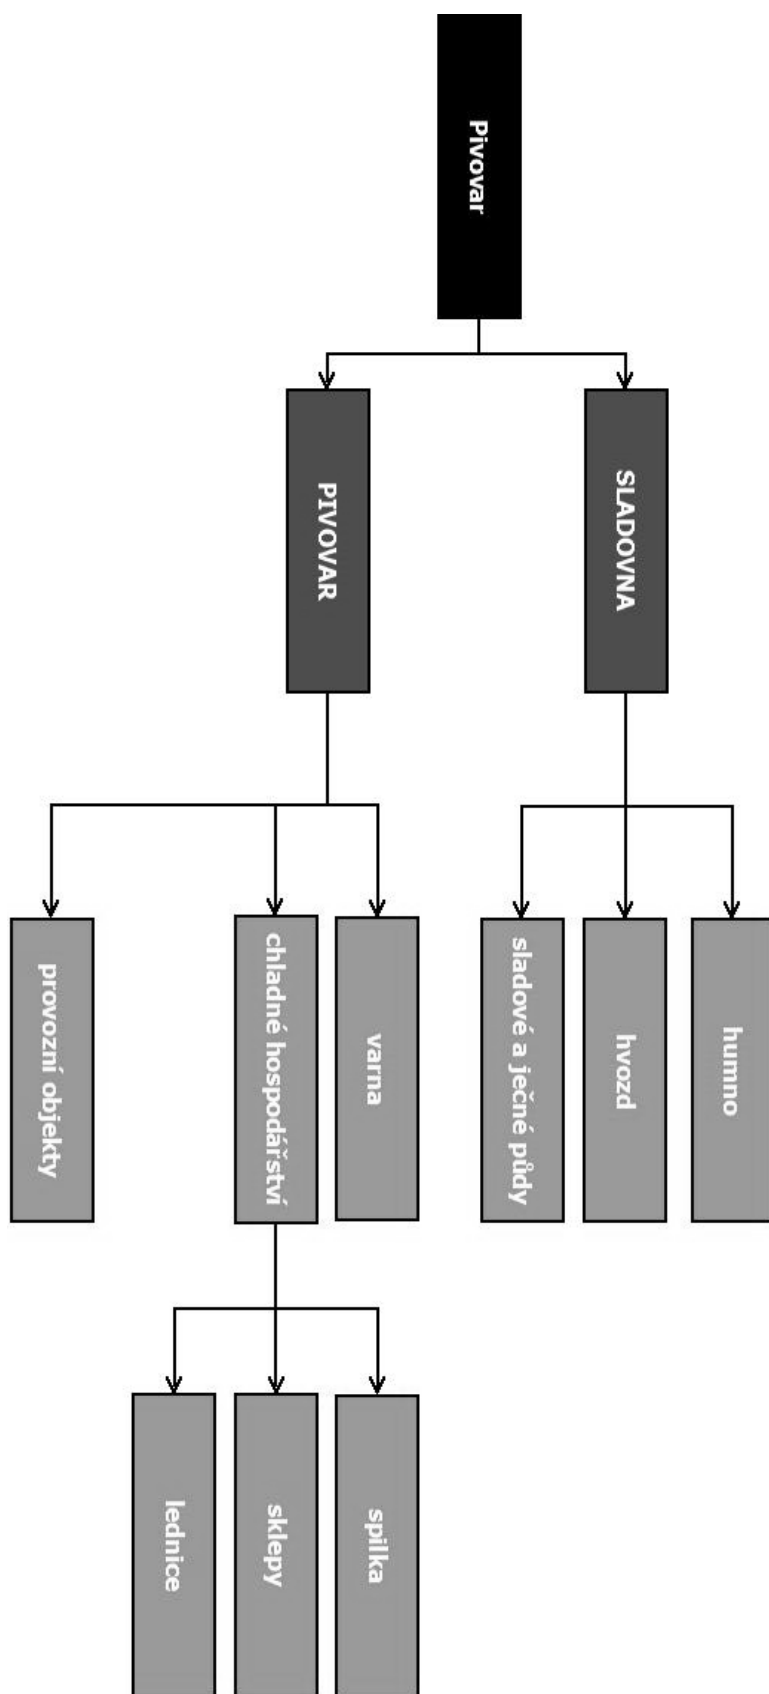 Pivovar
SLADOVNA
PIVOVAR
humno
hvozd
sladové a ječné půdy
varna
chladné hospodářství
provozní objekty
spilka
sklepy
lednice